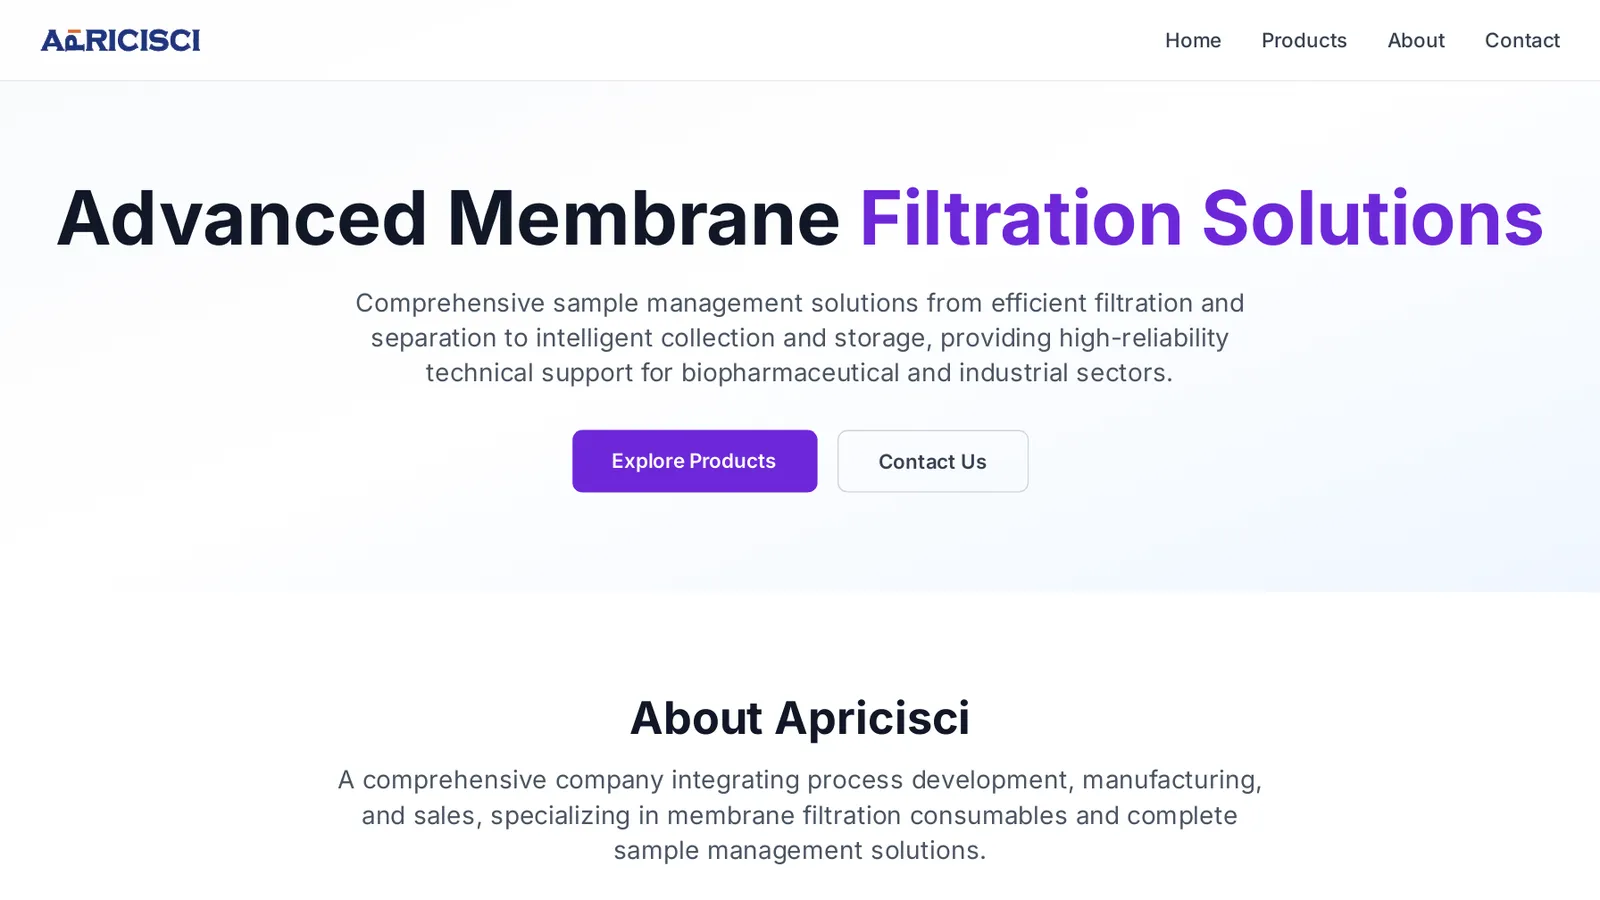 APRICISCI
Home
Products
About
Contact
Advanced Membrane Filtration Solutions
Comprehensive sample management solutions from efficient filtration and
separation to intelligent collection and storage, providing high-reliability
technical support for biopharmaceutical and industrial sectors.
Explore Products
Contact Us
About Apricisci
A comprehensive company integrating process development, manufacturing,
and sales, specializing in membrane filtration consumables and complete
sample management solutions.